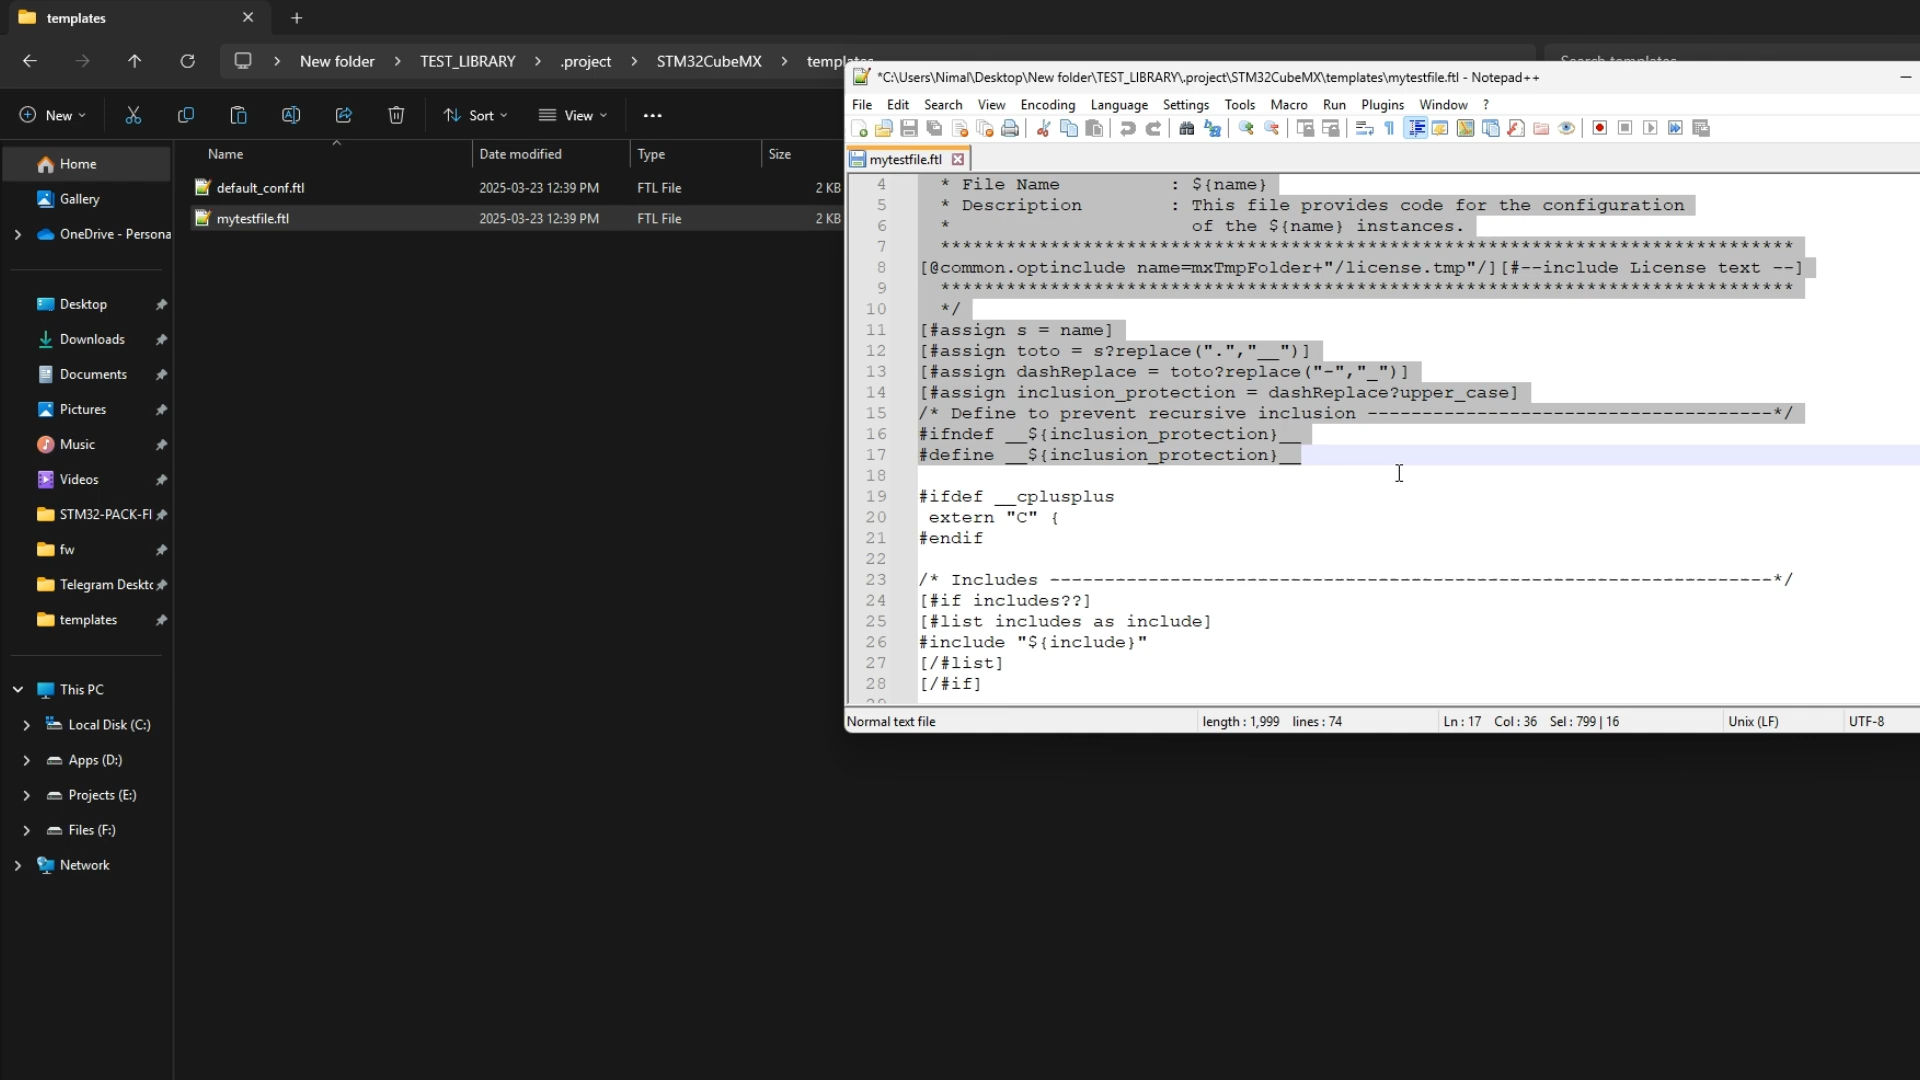 templates
New folder > TEST_LIBRARY > .project > STM32CubeMX >
New
Sort
View
Name
Date modified
Type
Size
default_conf.ftl 2025-03-23 12:39 PM FTL File 2 KB
mytestfile.ftl 2025-03-23 12:39 PM FTL File 2 KB
Home
Gallery
OneDrive - Persona
Desktop
Downloads
Documents
Pictures
Music
Videos
STM32-PACK-FI
fw
Telegram Deskto
templates
This PC
Local Disk (C:)
Apps (D:)
Projects (E:)
Files (F:)
Network
*C:\Users\Nimal\Desktop\New folder\TEST_LIBRARY\.project\STM32CubeMX\templates\mytestfile.ftl - Notepad++
File Edit Search View Encoding Language Settings Tools Macro Run Plugins Window ?
mytestfile.ftl
4 * File Name : ${name}
5 * Description : This file provides code for the configuration
6 * of the ${name} instances.
7 ******************************************************************************
8 [@common.optinclude name=mxTmpFolder+"/license.tmp"/][#--include License text --]
9 ******************************************************************************
10 */
11 [#assign s = name]
12 [#assign toto = s?replace(".","__")]
13 [#assign dashReplace = toto?replace("-","_")]
14 [#assign inclusion_protection = dashReplace?upper_case]
15 /* Define to prevent recursive inclusion -------------------------------------*/
16 #ifndef __${inclusion_protection}__
17 #define __${inclusion_protection}__
18
19 #ifdef __cplusplus
20 extern "C" {
21 #endif
22
23 /* Includes ------------------------------------------------------------------*/
24 [#if includes??]
25 [#list includes as include]
26 #include "${include}"
27 [/#list]
28 [/#if]
Normal text file length : 1,999 lines : 74 Ln : 17 Col : 36 Sel : 799 | 16 Unix (LF) UTF-8